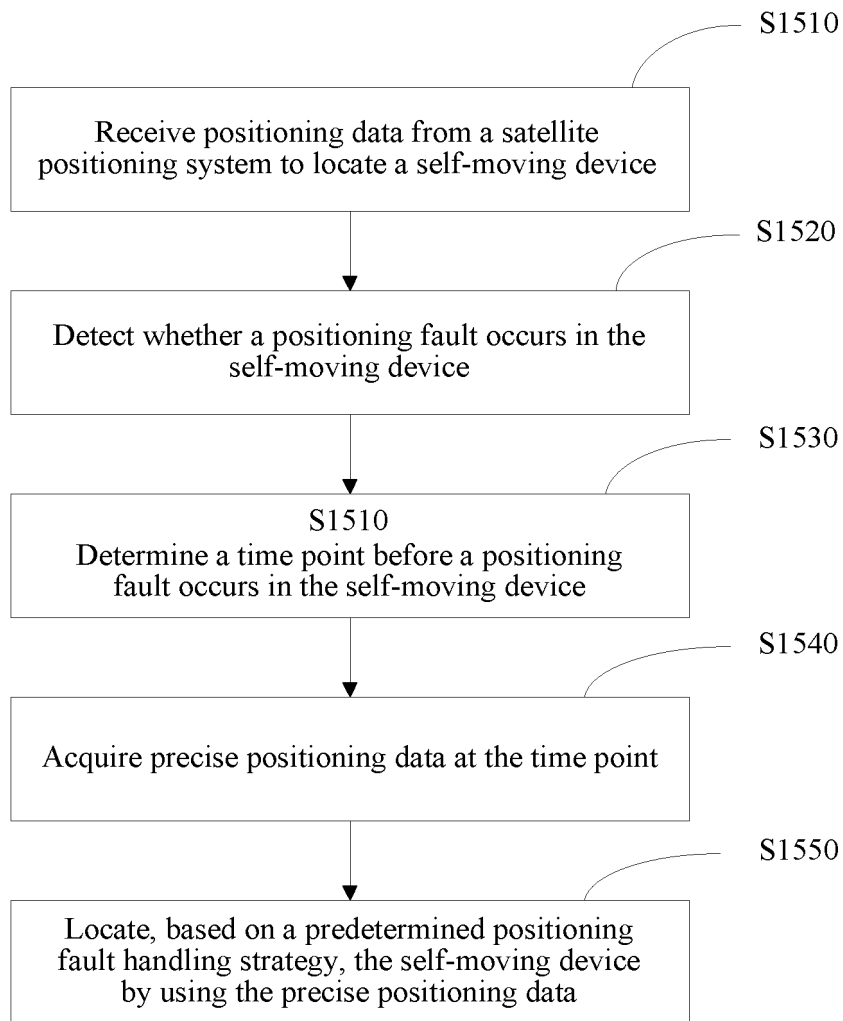 S1510
Receive positioning data from a satellite
positioning system to locate a self-moving device
S1520
Detect whether a positioning fault occurs in the
self-moving device
S1530
S1510
Determine a time point before a positioning
fault occurs in the self-moving device
S1540
Acquire precise positioning data at the time point
S1550
Locate, based on a predetermined positioning
fault handling strategy, the self-moving device
by using the precise positioning data